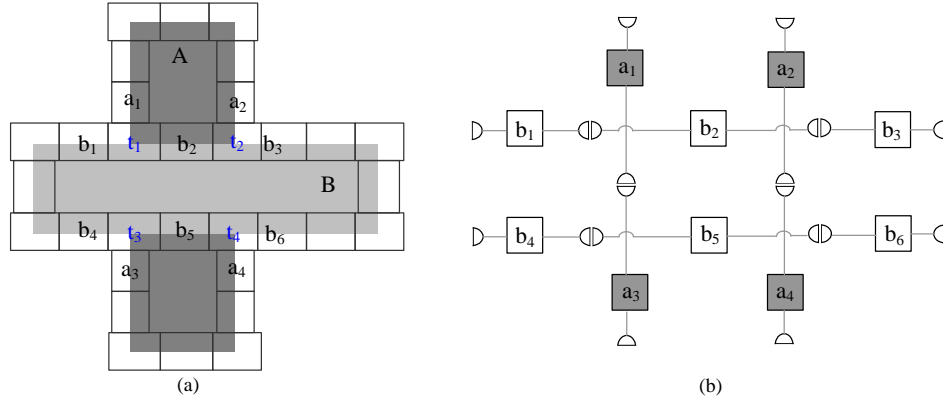 A
a₁ a₂
b₁ t₁ b₂ t₂ b₃
B
b₄ t₃ b₅ t₄ b₆
a₃ a₄
(a)
a₁ a₂
b₁ b₂ b₃
b₄ b₅ b₆
a₃ a₄
(b)